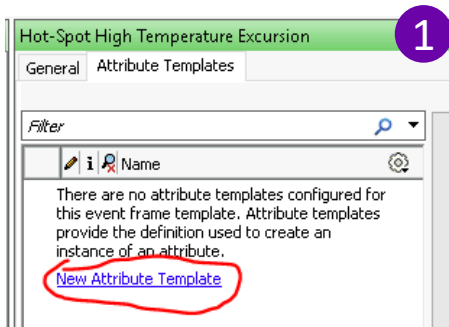 Hot-Spot High Temperature Excursion
1
General Attribute Templates
Filter
i Name
There are no attribute templates configured for
this event frame template. Attribute templates
provide the definition used to create an
instance of an attribute.
New Attribute Template